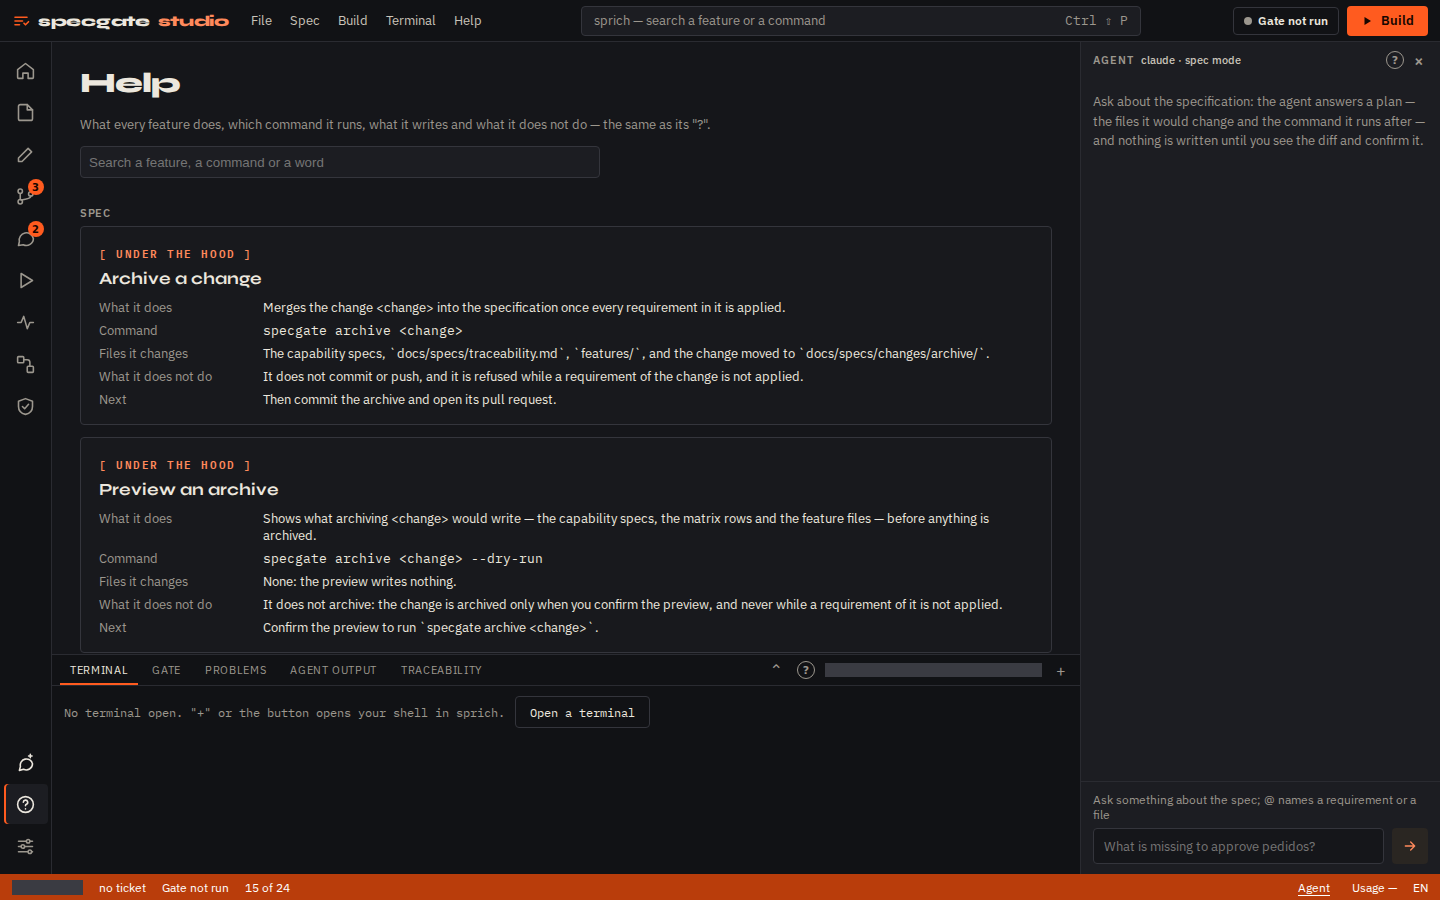 specgate studio File Spec Build Terminal Help sprich — search a feature or a command Ctrl ⇧ P Gate not run Build
3
2
Help
What every feature does, which command it runs, what it writes and what it does not do — the same as its "?".
Search a feature, a command or a word
SPEC
[ UNDER THE HOOD ]
Archive a change
What it does Merges the change <change> into the specification once every requirement in it is applied.
Command specgate archive <change>
Files it changes The capability specs, `docs/specs/traceability.md`, `features/`, and the change moved to `docs/specs/changes/archive/`.
What it does not do It does not commit or push, and it is refused while a requirement of the change is not applied.
Next Then commit the archive and open its pull request.
[ UNDER THE HOOD ]
Preview an archive
What it does Shows what archiving <change> would write — the capability specs, the matrix rows and the feature files — before anything is
archived.
Command specgate archive <change> --dry-run
Files it changes None: the preview writes nothing.
What it does not do It does not archive: the change is archived only when you confirm the preview, and never while a requirement of it is not applied.
Next Confirm the preview to run `specgate archive <change>`.
TERMINAL GATE PROBLEMS AGENT OUTPUT TRACEABILITY ? +
No terminal open. "+" or the button opens your shell in sprich. Open a terminal
AGENT claude · spec mode ? ×
Ask about the specification: the agent answers a plan —
the files it would change and the command it runs after —
and nothing is written until you see the diff and confirm it.
Ask something about the spec; @ names a requirement or a
file
What is missing to approve pedidos?
no ticket Gate not run 15 of 24 Agent Usage — EN